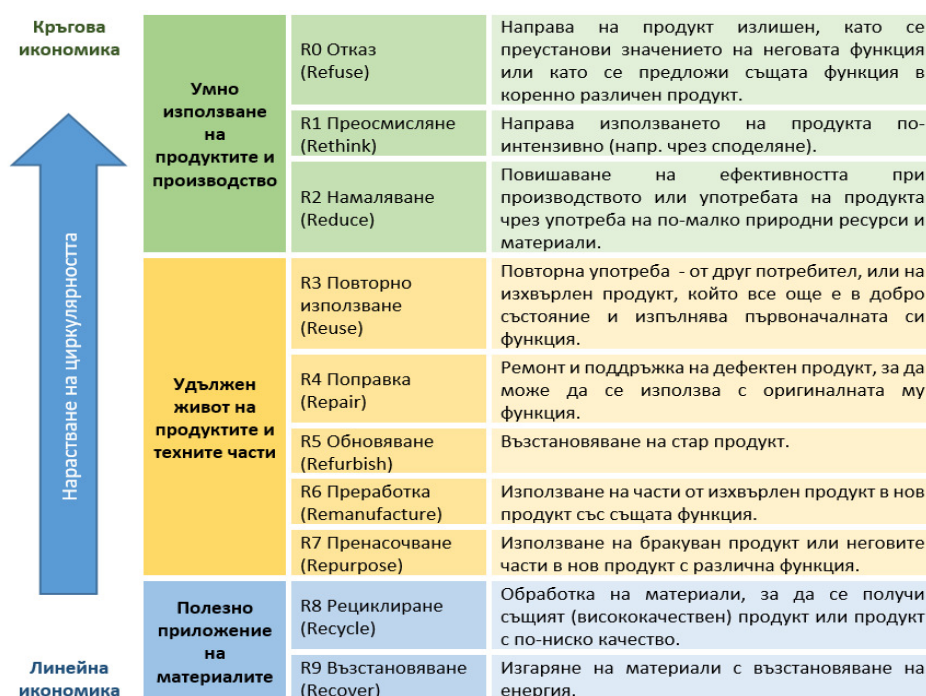 Кръгова
икономика
Нарастване на циркулярността
Линейна
икономика
Умно
използване
на
продуктите и
производство
R0 Отказ
(Refuse)
Направа на продукт излишен, като се
преустанови значението на неговата функция
или като се предложи същата функция в
коренно различен продукт.
R1 Преосмисляне
(Rethink)
Направа използването на продукта по-
интензивно (напр. чрез споделяне).
R2 Намаляване
(Reduce)
Повишаване на ефективността при
производството или употребата на продукта
чрез употреба на по-малко природни ресурси и
материали.
Удължен
живот на
продуктите и
техните части
R3 Повторно
използване
(Reuse)
Повторна употреба - от друг потребител, или на
изхвърлен продукт, който все още е в добро
състояние и изпълнява първоначалната си
функция.
R4 Поправка
(Repair)
Ремонт и поддръжка на дефектен продукт, за да
може да се използва с оригиналната му
функция.
R5 Обновяване
(Refurbish)
Възстановяване на стар продукт.
R6 Преработка
(Remanufacture)
Използване на части от изхвърлен продукт в нов
продукт със същата функция.
R7 Пренасочване
(Repurpose)
Използване на бракуван продукт или неговите
части в нов продукт с различна функция.
Полезно
приложение
на
материалите
R8 Рециклиране
(Recycle)
Обработка на материали, за да се получи
същият (висококачествен) продукт или продукт
с по-ниско качество.
R9 Възстановяване
(Recover)
Изгаряне на материали с възстановяване на
енергия.